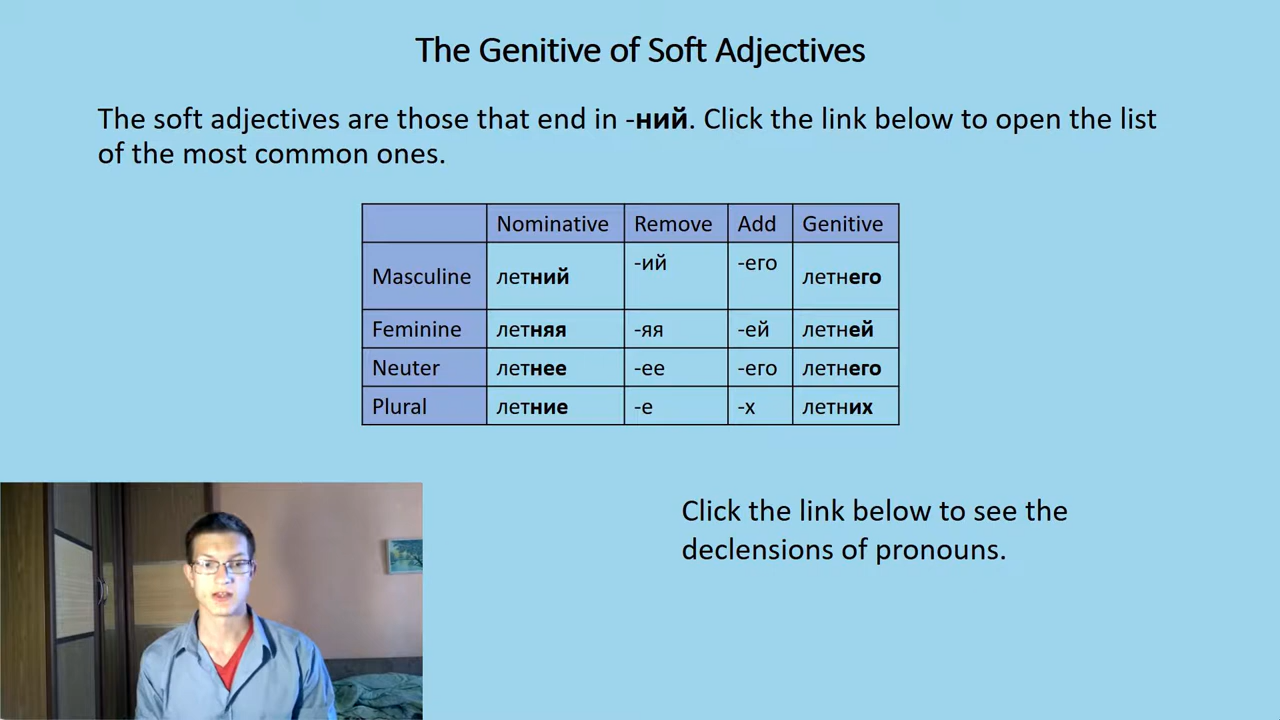 The Genitive of Soft Adjectives
The soft adjectives are those that end in -ний. Click the link below to open the list
of the most common ones.
Nominative Remove Add Genitive
Masculine летний -ий -его летнего
Feminine летняя -яя -ей летней
Neuter летнее -ее -его летнего
Plural летние -е -х летних
Click the link below to see the
declensions of pronouns.